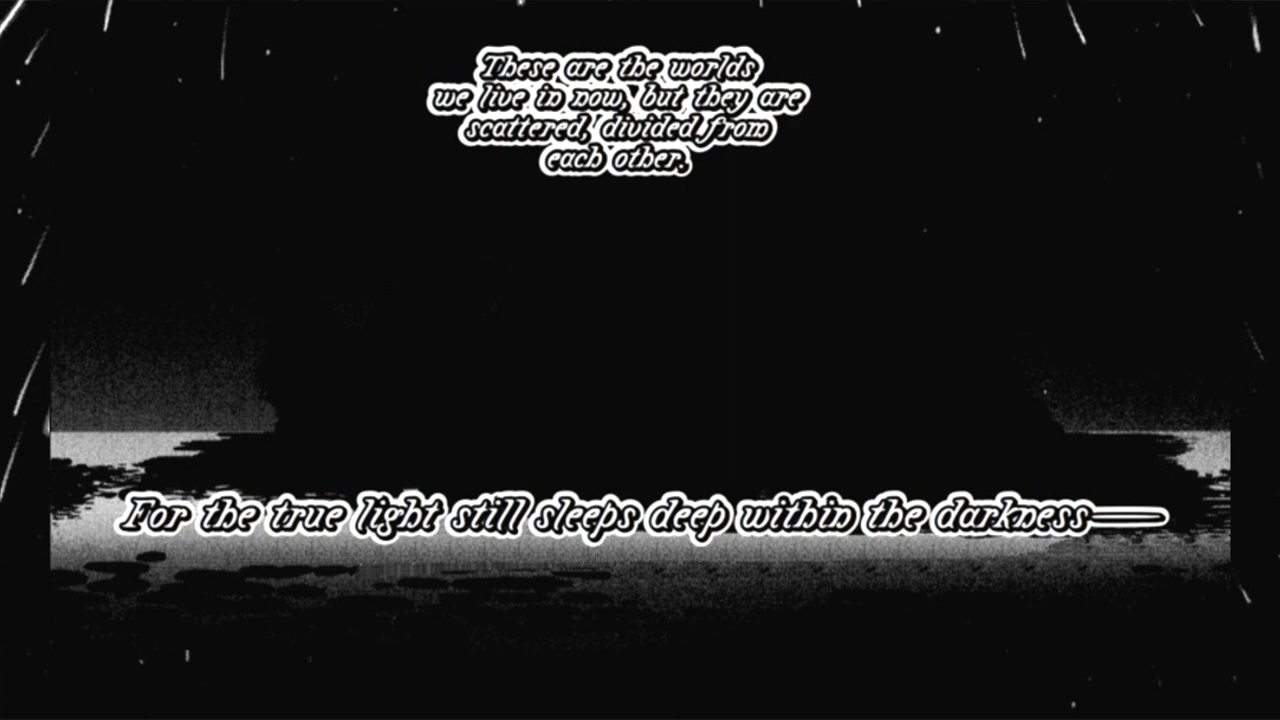 These are the worlds
we live in now, but they are
scattered, divided from
each other.
For the true light still sleeps deep within the darkness——